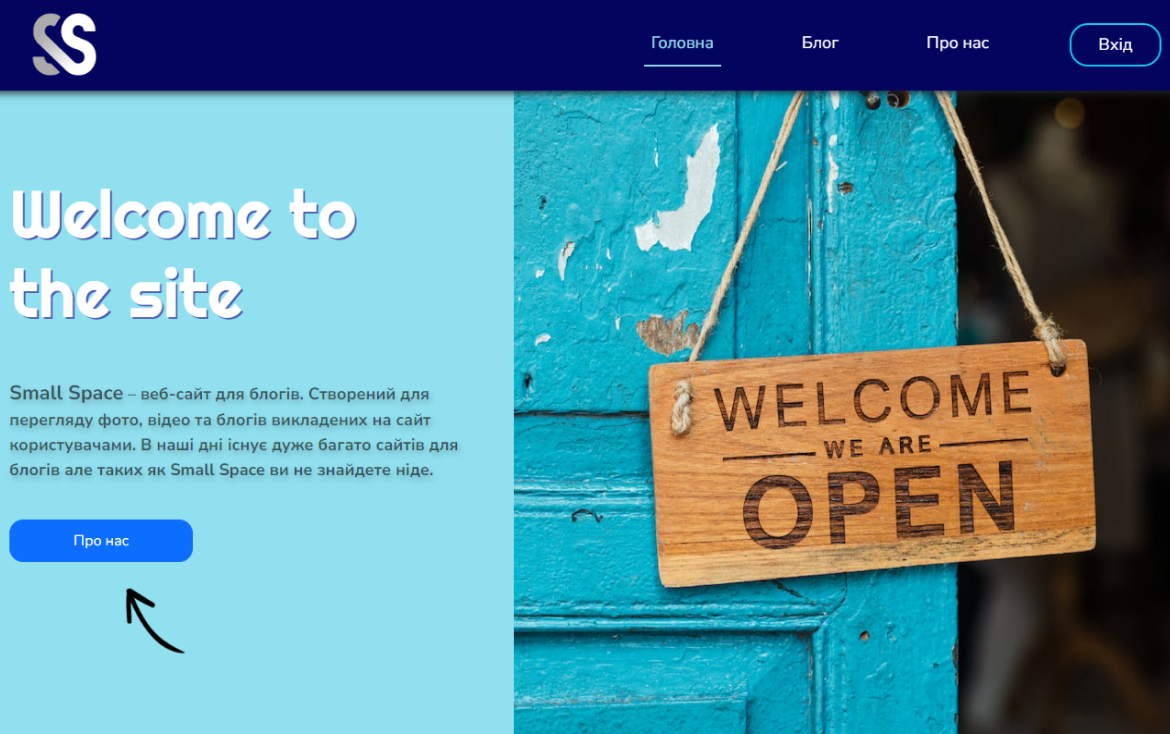 SS
Головна
Блог
Про нас
Вхід
Welcome to
the site
Small Space – веб-сайт для блогів. Створений для
перегляду фото, відео та блогів викладених на сайт
користувачами. В наші дні існує дуже багато сайтів для
блогів але таких як Small Space ви не знайдете ніде.
Про нас
WELCOME
WE ARE
OPEN